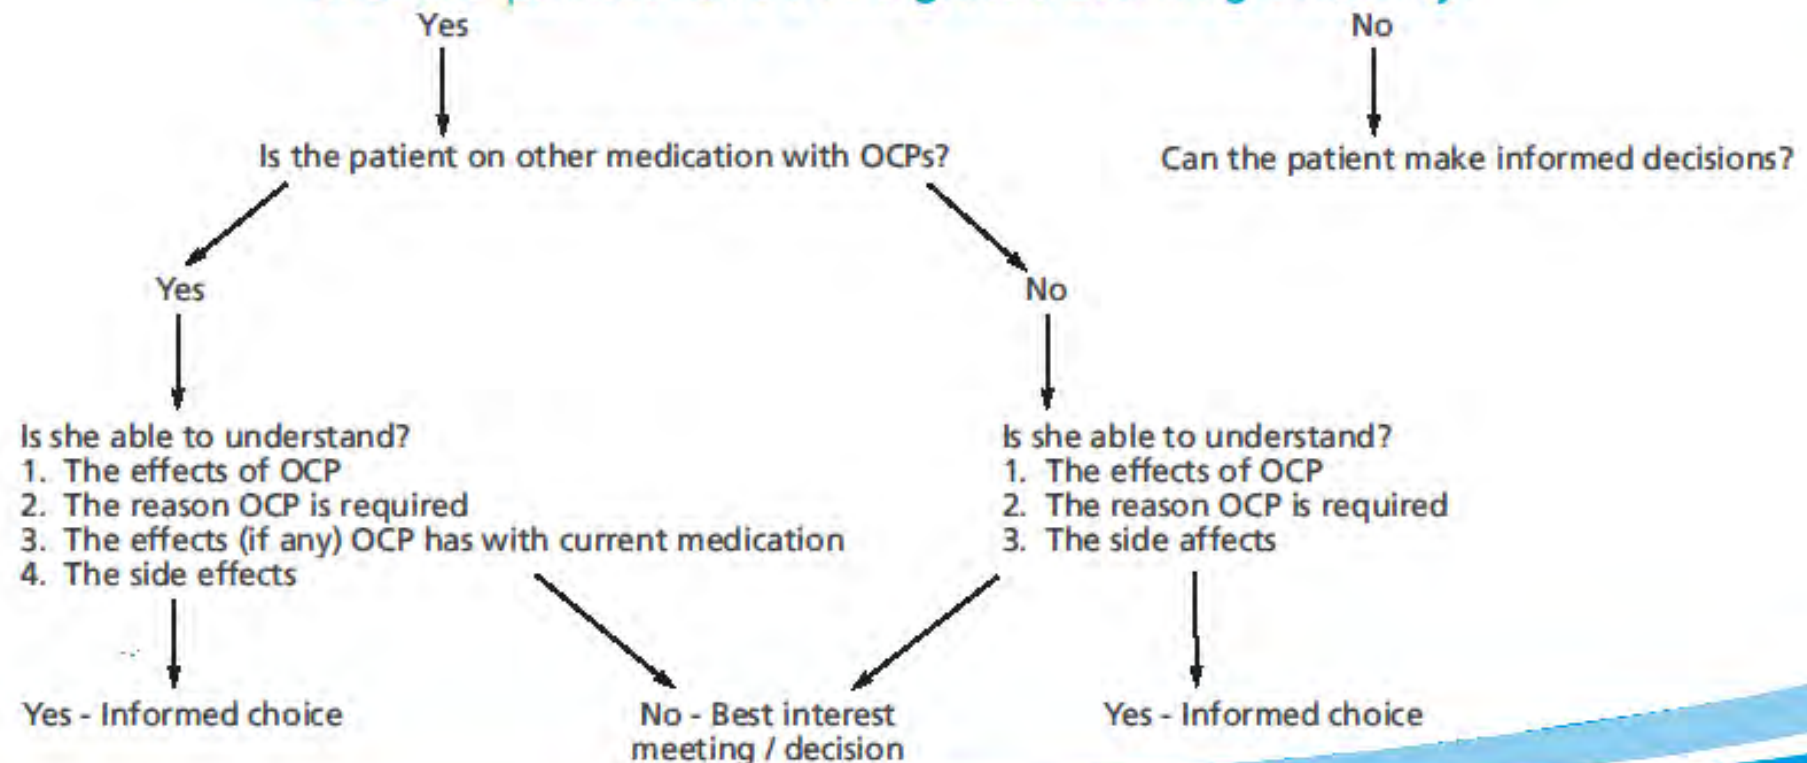 Yes
No
Is the patient on other medication with OCPs?
Can the patient make informed decisions?
Yes
No
Is she able to understand?
1. The effects of OCP
2. The reason OCP is required
3. The effects (if any) OCP has with current medication
4. The side effects
Is she able to understand?
1. The effects of OCP
2. The reason OCP is required
3. The side affects
Yes - Informed choice
No - Best interest
meeting / decision
Yes - Informed choice